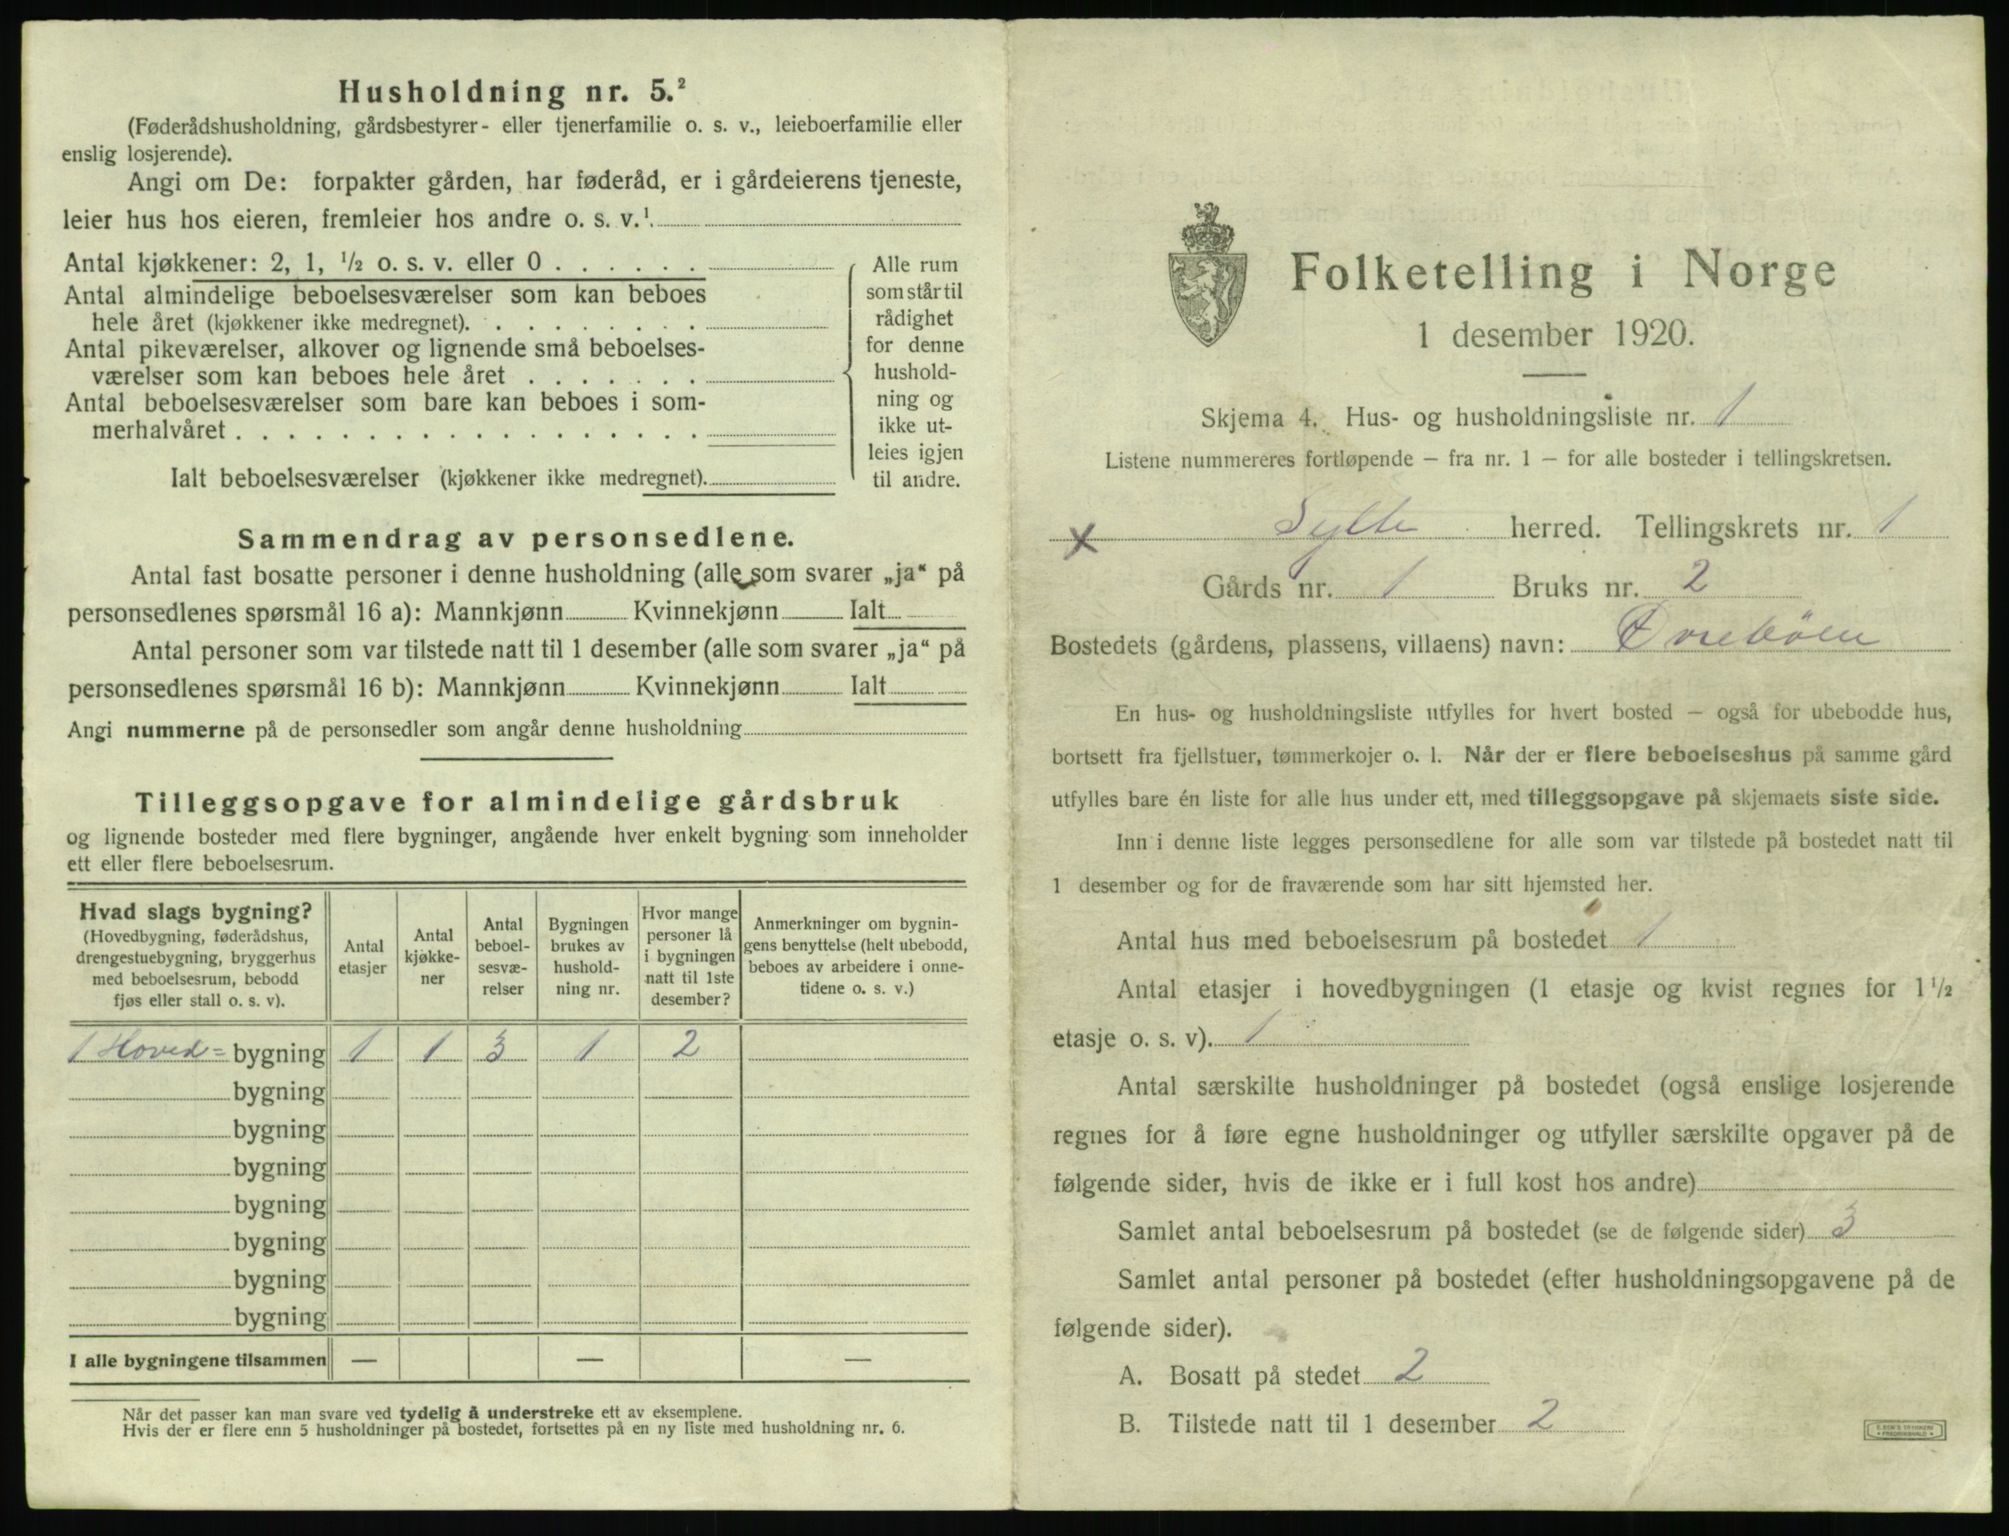 Husholdning nr. 5.²
(Føderådshusholdning, gårdsbestyrer- eller tjenerfamilie o. s. v., leieboerfamilie eller
enslig losjerende).
Angi om De: forpakter gården, har føderåd, er i gårdeierens tjeneste,
leier hus hos eieren, fremleier hos andre o. s. v.¹
Antal kjøkkener: 2, 1, ½ o. s. v. eller 0 . . . . . .
Antal almindelige beboelsesværelser som kan beboes
hele året (kjøkkener ikke medregnet). . . . . . . . .
Antal pikeværelser, alkover og lignende små beboelses-
værelser som kan beboes hele året . . . . . . .
Antal beboelsesværelser som bare kan beboes i som-
merhalvåret . . . . . . . . . . . . . . . . . .
Ialt beboelsesværelser (kjøkkener ikke medregnet).
Alle rum
som står til
rådighet
for denne
hushold-
ning og
ikke ut-
leies igjen
til andre.
Sammendrag av personsedlene.
Antal fast bosatte personer i denne husholdning (alle som svarer „ja“ på
personsedlenes spørsmål 16 a): Mannkjønn Kvinnekjønn Ialt
Antal personer som var tilstede natt til 1 desember (alle som svarer „ja“ på
personsedlenes spørsmål 16 b): Mannkjønn Kvinnekjønn Ialt
Angi nummerne på de personsedler som angår denne husholdning
Tilleggsopgave for almindelige gårdsbruk
og lignende bosteder med flere bygninger, angående hver enkelt bygning som inneholder
ett eller flere beboelsesrum.
Hvad slags bygning?
(Hovedbygning, føderådshus,
drengestuebygning, bryggerhus
med beboelsesrum, bebodd
fjøs eller stall o. s. v).
Antal
etasjer
Antal
kjøkke-
ner
Antal
beboel-
sesvæ-
relser
Bygningen
brukes av
hushold-
ning nr.
Hvor mange
personer lå
i bygningen
natt til 1ste
desember?
Anmerkninger om bygnin-
gens benyttelse (helt ubebodd,
beboes av arbeidere i onne-
tidene o. s. v.)
1 Hoved= bygning 1 1 3 1 2
bygning
bygning
bygning
bygning
bygning
bygning
bygning
I alle bygningene tilsammen — — —
Når det passer kan man svare ved tydelig å understreke ett av eksemplene.
Hvis der er flere enn 5 husholdninger på bostedet, fortsettes på en ny liste med husholdning nr. 6.
Folketelling i Norge
1 desember 1920.
Skjema 4. Hus- og husholdningsliste nr. 1
Listene nummereres fortløpende – fra nr. 1 – for alle bosteder i tellingskretsen.
x Sylte herred. Tellingskrets nr. 1
Gårds nr. 1 Bruks nr. 2
Bostedets (gårdens, plassens, villaens) navn: Ovrebölen
En hus- og husholdningsliste utfylles for hvert bosted – også for ubebodde hus,
bortsett fra fjellstuer, tømmerkojer o. l. Når der er flere beboelseshus på samme gård
utfylles bare én liste for alle hus under ett, med tilleggsopgave på skjemaets siste side.
Inn i denne liste legges personsedlene for alle som var tilstede på bostedet natt til
1 desember og for de fraværende som har sitt hjemsted her.
Antal hus med beboelsesrum på bostedet 1
Antal etasjer i hovedbygningen (1 etasje og kvist regnes for 1½
etasje o. s. v). 1
Antal særskilte husholdninger på bostedet (også enslige losjerende
regnes for å føre egne husholdninger og utfyller særskilte opgaver på de
følgende sider, hvis de ikke er i full kost hos andre)
Samlet antal beboelsesrum på bostedet (se de følgende sider) 3
Samlet antal personer på bostedet (efter husholdningsopgavene på de
følgende sider).
A. Bosatt på stedet 2
B. Tilstede natt til 1 desember 2